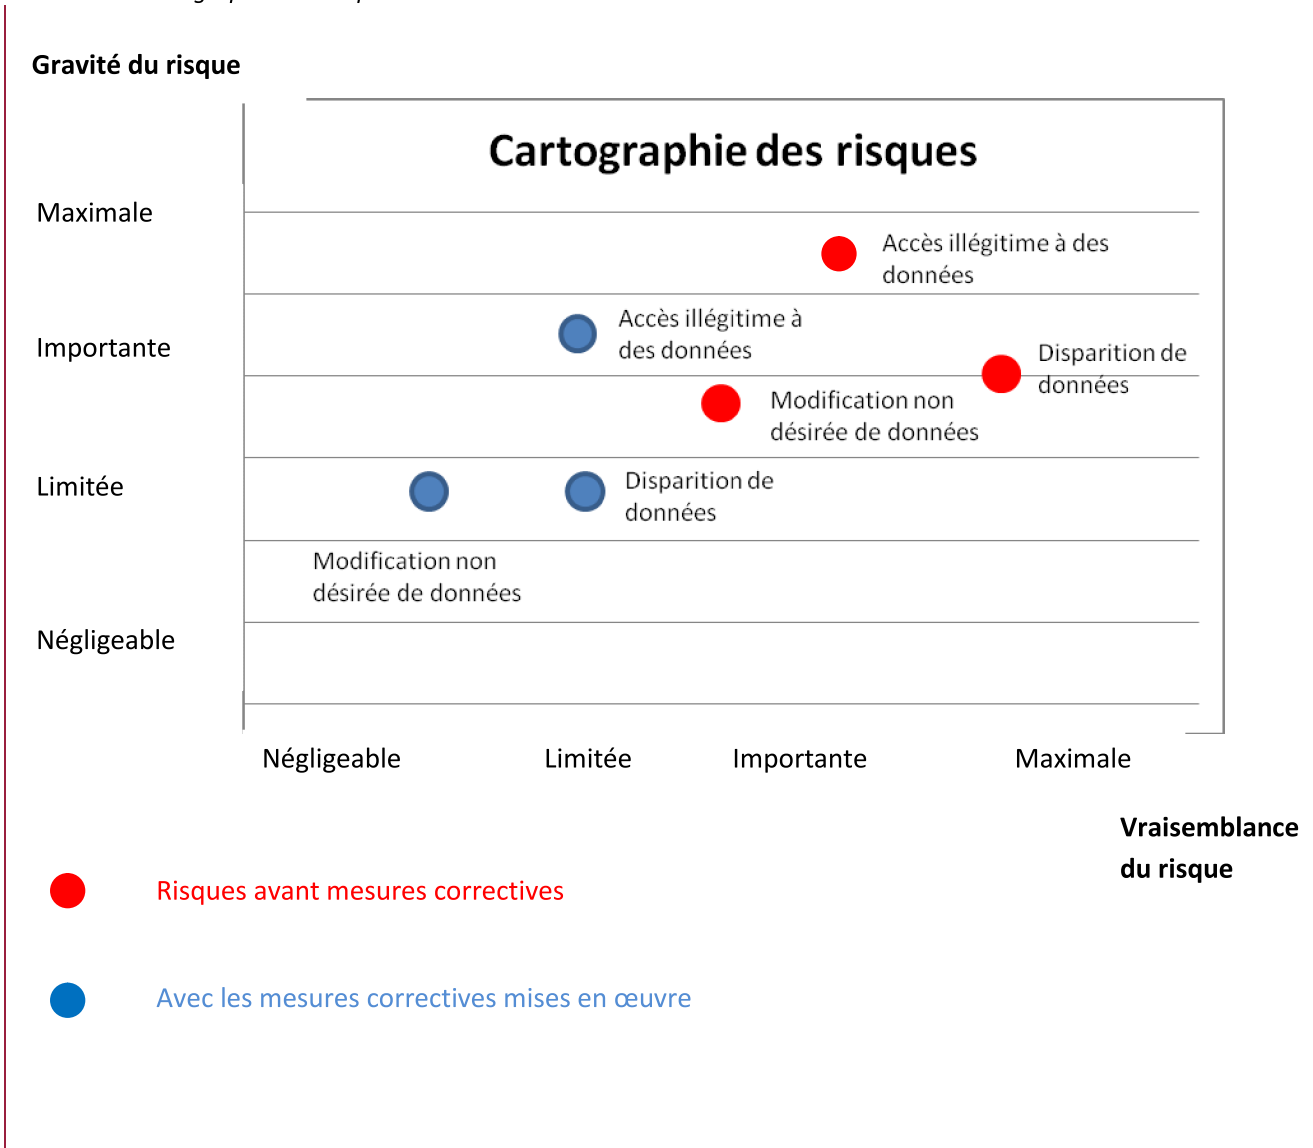 Gravité du risque
Cartographie des risques
Maximale
Accès illégitime à des
données
Accès illégitime à
des données
Importante
Disparition de
données
Modification non
désirée de données
Limitée
Disparition de
données
Modification non
désirée de données
Négligeable
Négligeable Limitée Importante Maximale
Vraisemblance
du risque
Risques avant mesures correctives
Avec les mesures correctives mises en œuvre